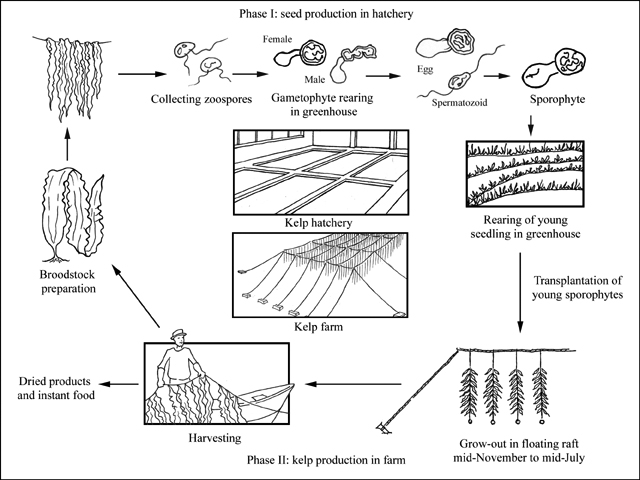 Phase I: seed production in hatchery
Female
Male
Egg
Spermatozoid
Collecting zoospores
Gametophyte rearing
in greenhouse
Sporophyte
Kelp hatchery
Rearing of young
seedling in greenhouse
Broodstock
preparation
Kelp farm
Transplantation of
young sporophytes
Dried products
and instant food
Harvesting
Grow-out in floating raft
mid-November to mid-July
Phase II: kelp production in farm